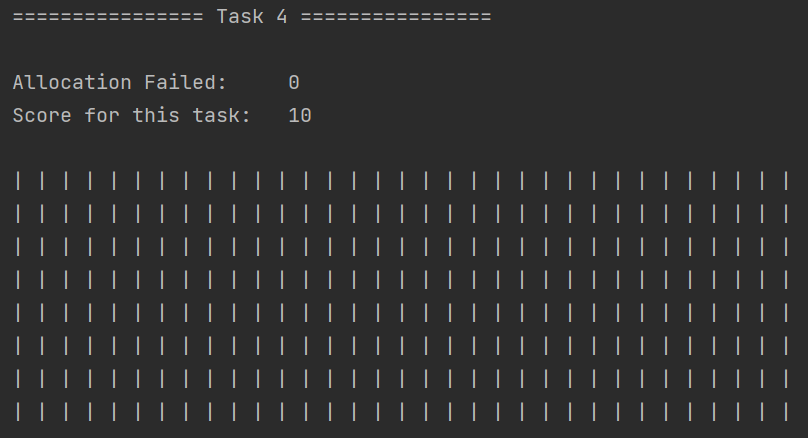 ================ Task 4 ================
Allocation Failed:     0
Score for this task:   10
| | | | | | | | | | | | | | | | | | | | | | | | | | | | | | | | |
| | | | | | | | | | | | | | | | | | | | | | | | | | | | | | | | |
| | | | | | | | | | | | | | | | | | | | | | | | | | | | | | | | |
| | | | | | | | | | | | | | | | | | | | | | | | | | | | | | | | |
| | | | | | | | | | | | | | | | | | | | | | | | | | | | | | | | |
| | | | | | | | | | | | | | | | | | | | | | | | | | | | | | | | |
| | | | | | | | | | | | | | | | | | | | | | | | | | | | | | | | |
| | | | | | | | | | | | | | | | | | | | | | | | | | | | | | | | |